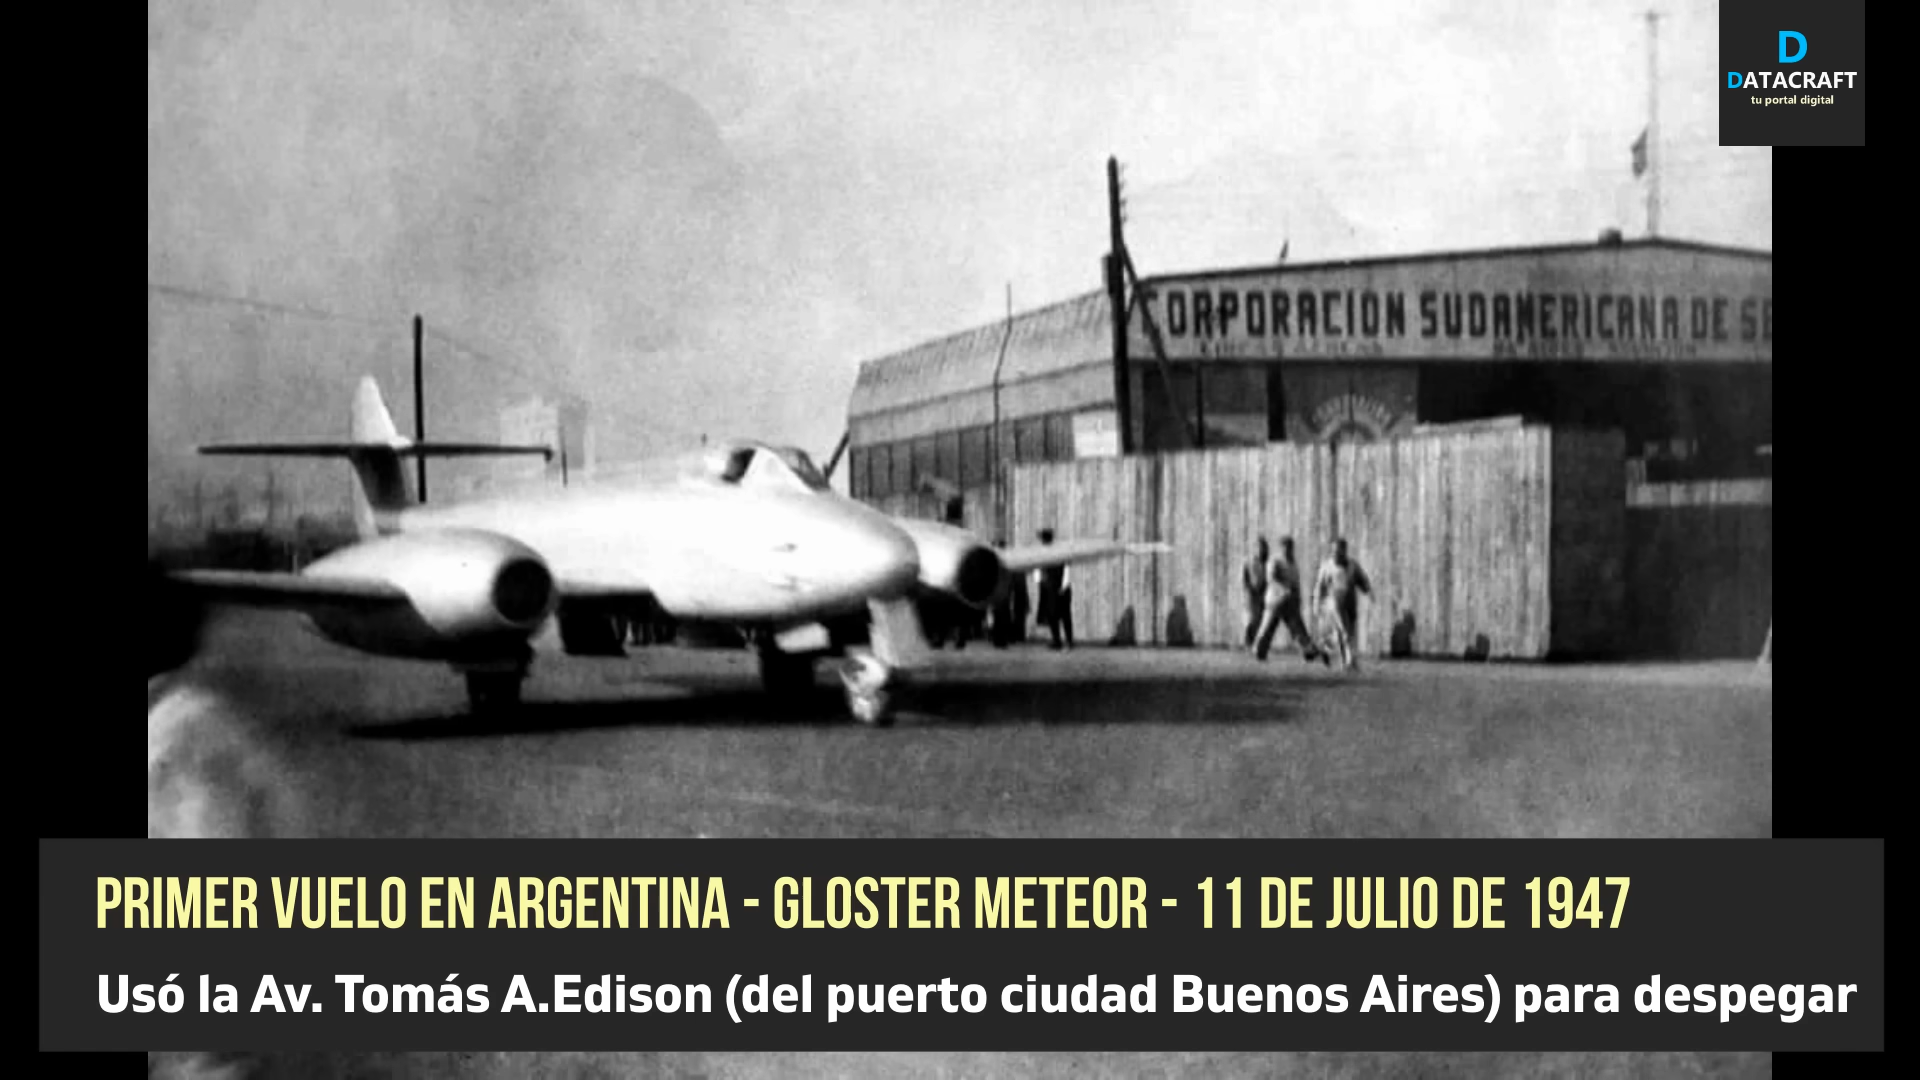 D
DATACRAFT
tu portal digital
CORPORACION SUDAMERICANA DE SE
PRIMER VUELO EN ARGENTINA - GLOSTER METEOR - 11 DE JULIO DE 1947
Usó la Av. Tomás A.Edison (del puerto ciudad Buenos Aires) para despegar